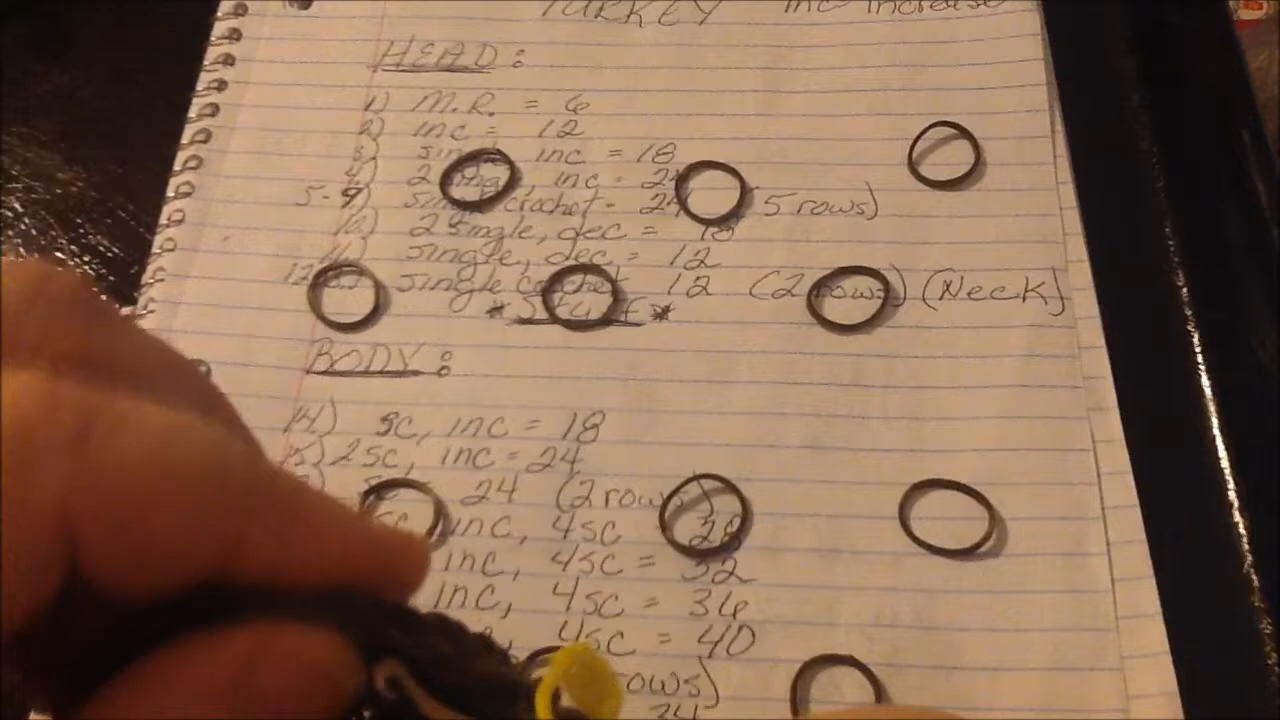 TURKEY inc increase
HEAD:
1) M.R. = 6
2) inc = 12
3) single, inc = 18
4) 2 single, inc = 24
5-9) single crochet = 24 (5 rows)
10) 2 single, dec = 18
11) single, dec = 12
single crochet 12 (2 rows) (Neck)
*Stuff*
BODY:
14) sc, inc = 18
15) 2sc, inc = 24
24 (2 rows)
sc inc, 4sc 28
inc, 4sc = 32
inc, 4sc = 36
4sc = 40
rows)
34